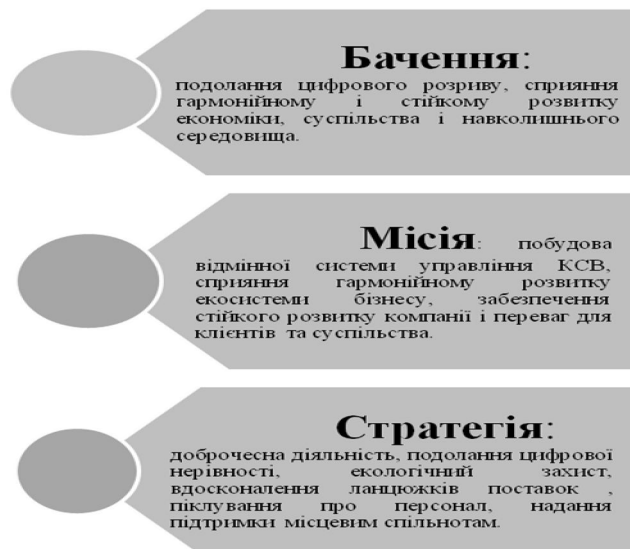 Бачення:
подолання цифрового розриву, сприяння
гармонійному і стійкому розвитку
економіки, суспільства і навколишнього
середовища.
Місія: побудова
відмінної системи управління КСВ,
сприяння гармонійному розвитку
екосистеми бізнесу, забезпечення
стійкого розвитку компанії і переваг для
клієнтів та суспільства.
Стратегія:
доброчесна діяльність, подолання цифрової
нерівності, екологічний захист,
вдосконалення ланцюжків поставок ,
піклування про персонал, надання
підтримки місцевим спільнотам.